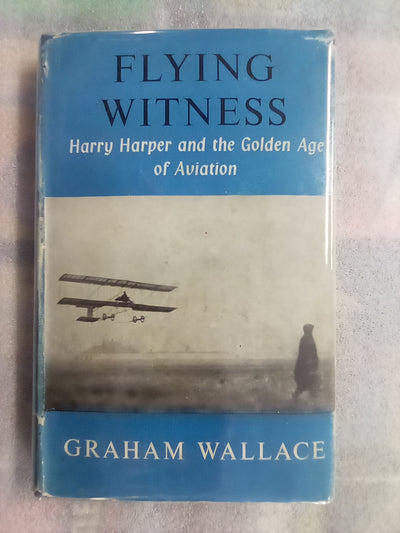 FLYING
WITNESS
Harry Harper and the Golden Age
of Aviation
GRAHAM WALLACE